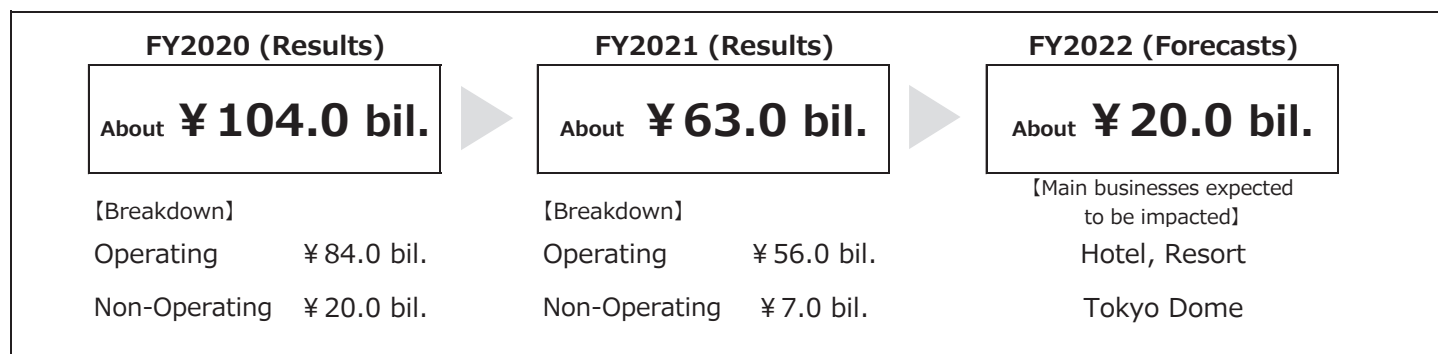 FY2020 (Results)
About ¥104.0 bil.
【Breakdown】
Operating ¥84.0 bil.
Non-Operating ¥20.0 bil.
FY2021 (Results)
About ¥63.0 bil.
【Breakdown】
Operating ¥56.0 bil.
Non-Operating ¥7.0 bil.
FY2022 (Forecasts)
About ¥20.0 bil.
【Main businesses expected
to be impacted】
Hotel, Resort
Tokyo Dome